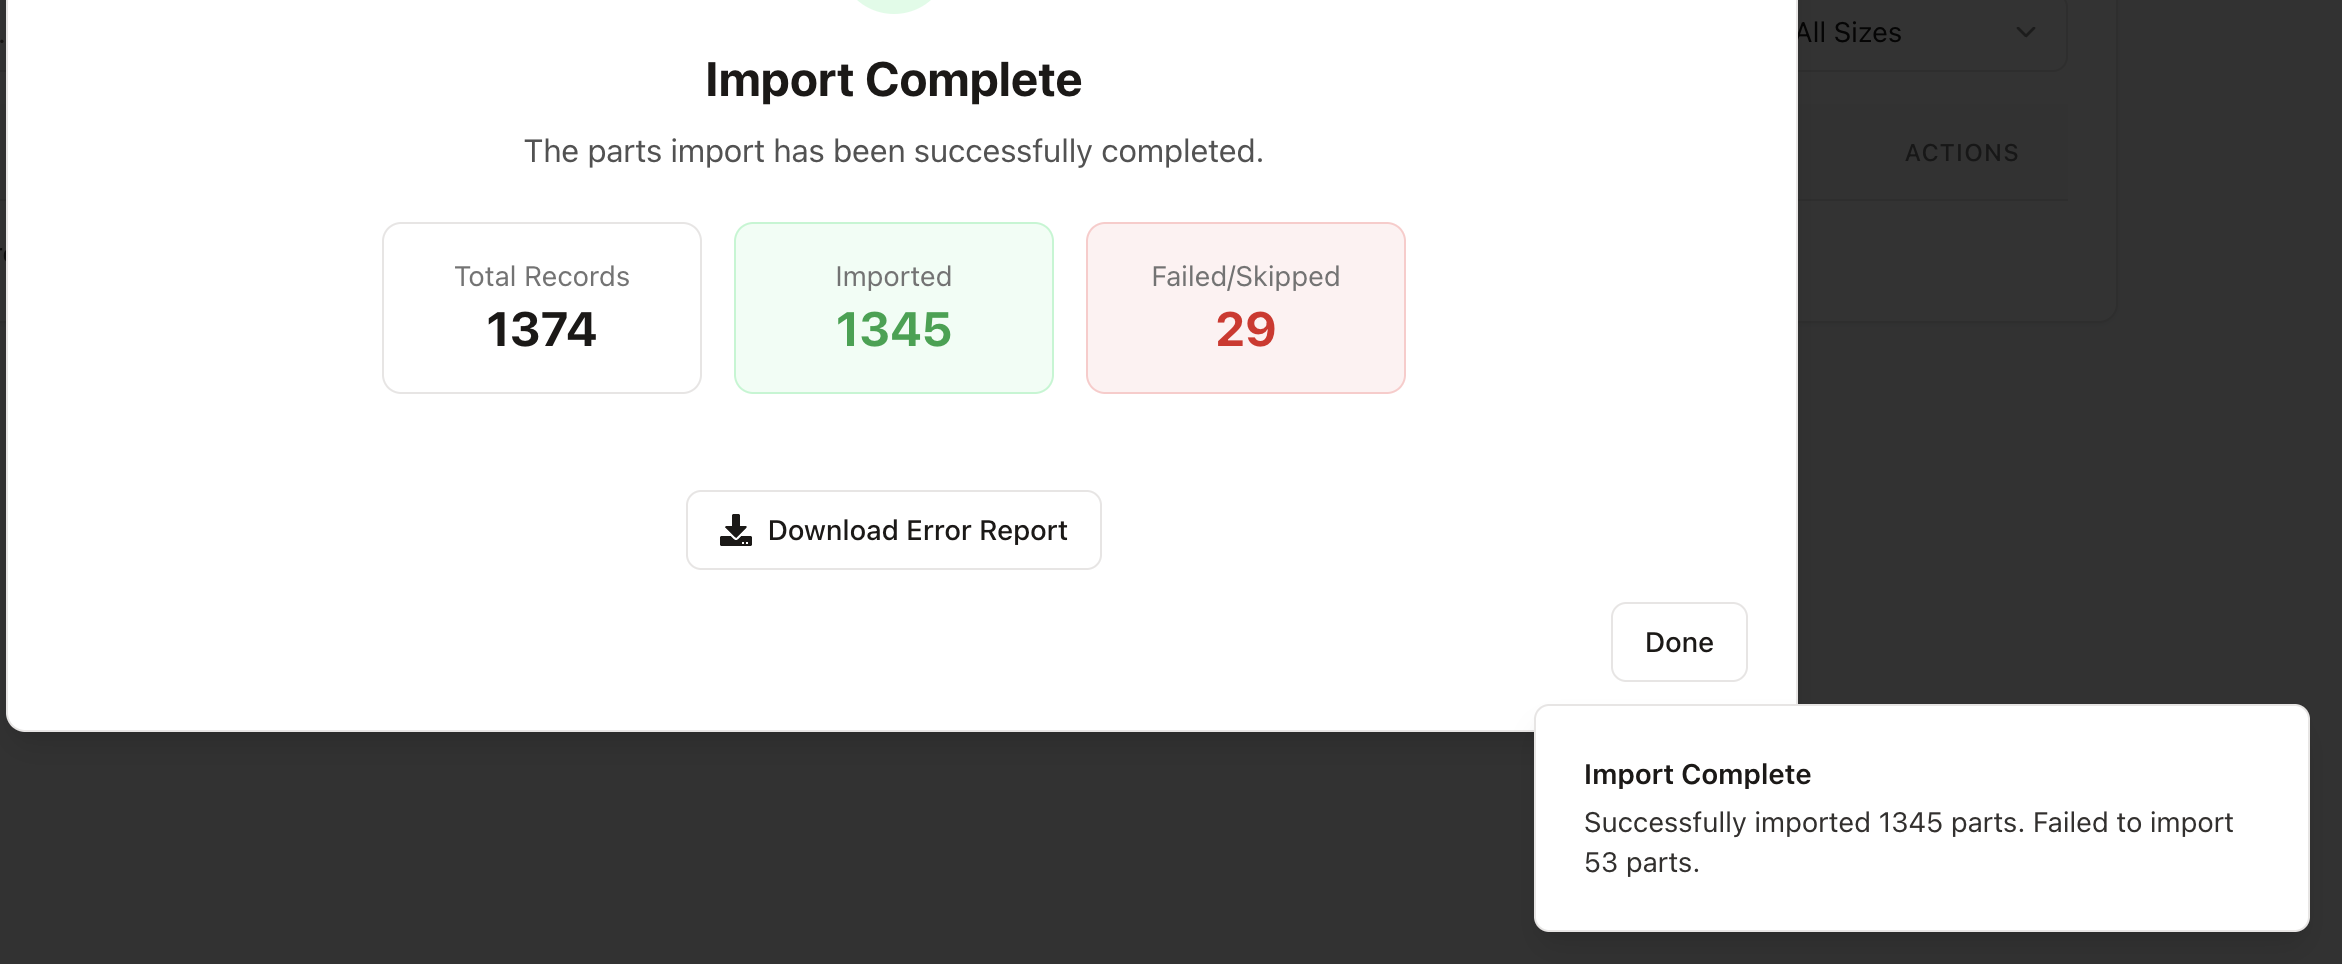 All Sizes
ACTIONS
Import Complete
The parts import has been successfully completed.
Total Records
1374
Imported
1345
Failed/Skipped
29
Download Error Report
Done
Import Complete
Successfully imported 1345 parts. Failed to import
53 parts.